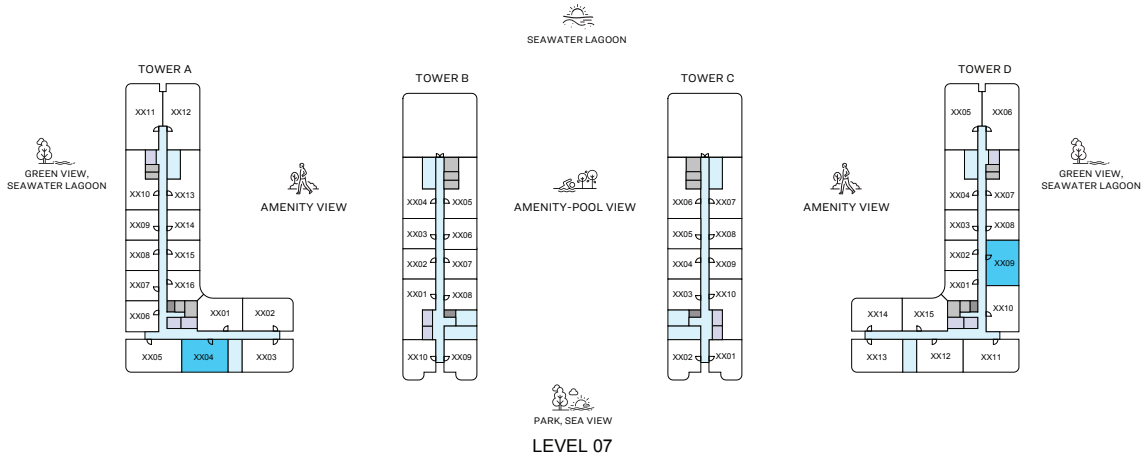 SEAWATER LAGOON
TOWER A
TOWER B
TOWER C
TOWER D
XX11
XX12
XX10
XX13
XX09
XX14
XX08
XX15
XX07
XX16
XX06
XX01
XX02
XX05
XX04
XX03
GREEN VIEW,
SEAWATER LAGOON
AMENITY VIEW
XX04
XX05
XX03
XX06
XX02
XX07
XX01
XX08
XX10
XX09
AMENITY-POOL VIEW
XX06
XX07
XX05
XX08
XX04
XX09
XX03
XX10
XX02
XX01
AMENITY VIEW
XX05
XX06
XX04
XX07
XX03
XX08
XX02
XX09
XX01
XX10
XX14
XX15
XX13
XX12
XX11
GREEN VIEW,
SEAWATER LAGOON
PARK, SEA VIEW
LEVEL 07